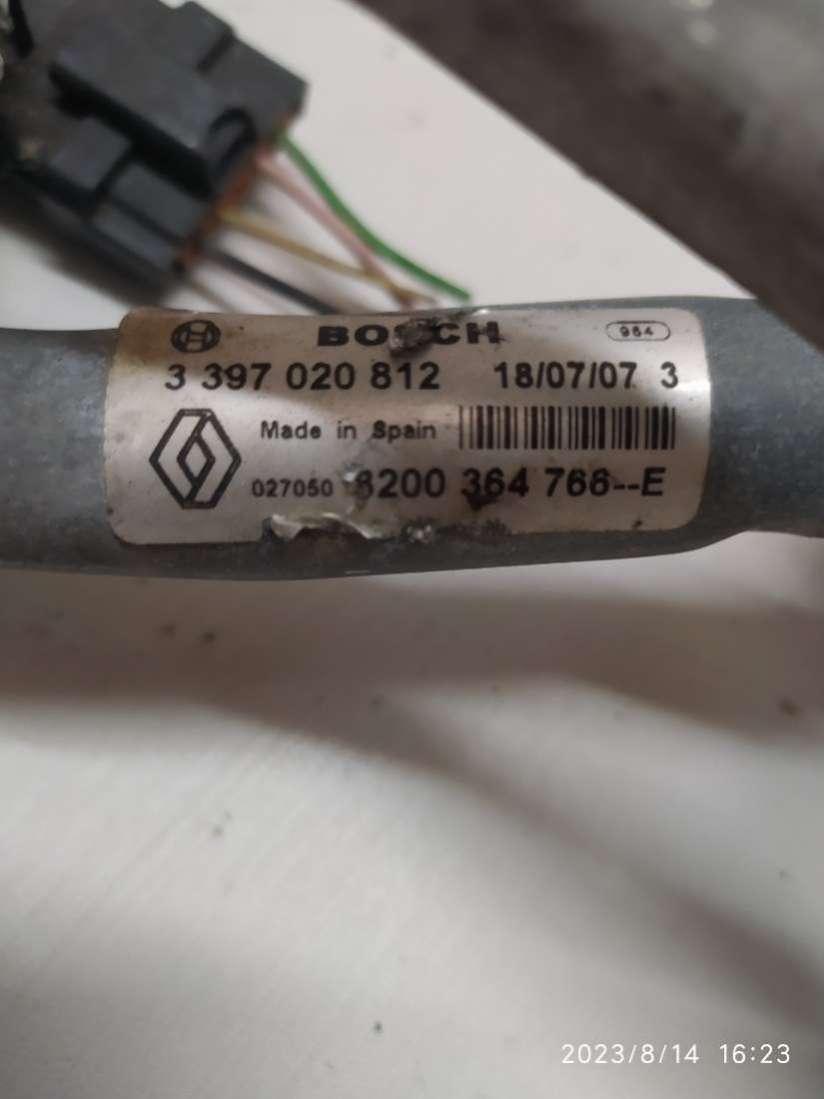 BOSCH 964
3 397 020 812 18/07/07 3
Made in Spain
027050 8200 364 766--E
2023/8/14 16:23